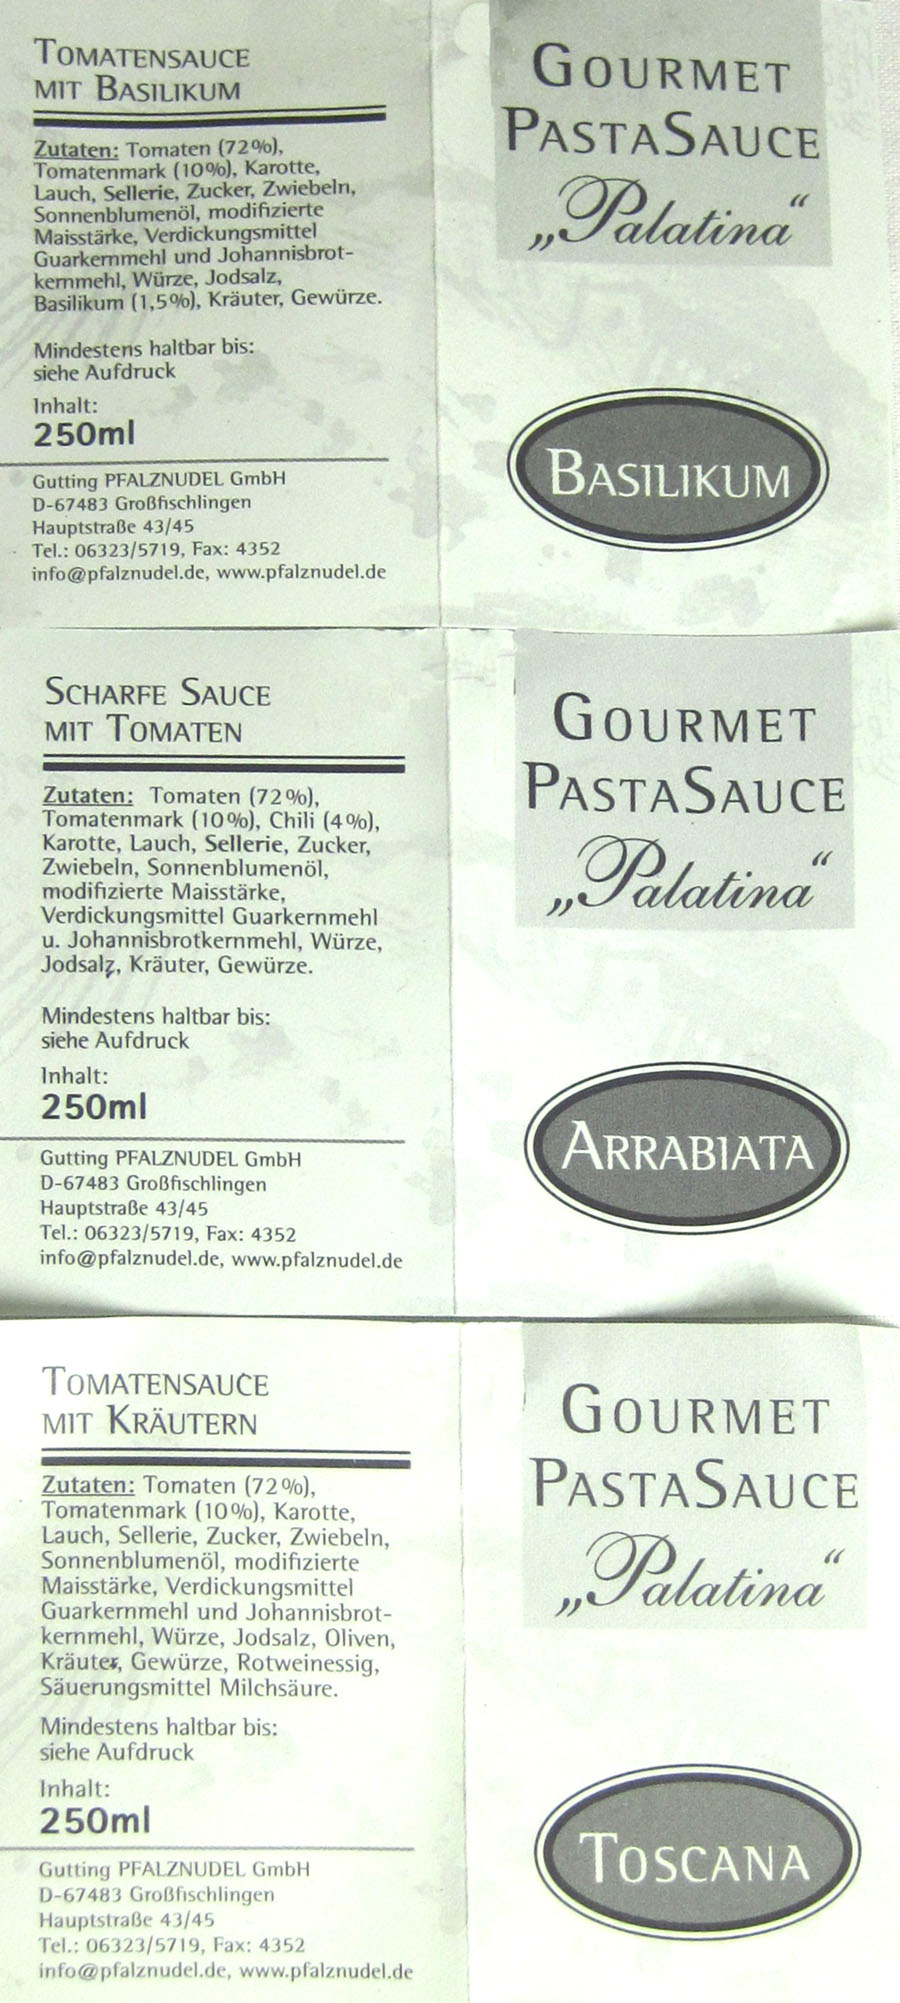 Tomatensauce
mit Basilikum
Zutaten: Tomaten (72%),
Tomatenmark (10%), Karotte,
Lauch, Sellerie, Zucker, Zwiebeln,
Sonnenblumenöl, modifizierte
Maisstärke, Verdickungsmittel
Guarkernmehl und Johannisbrot-
kernmehl, Würze, Jodsalz,
Basilikum (1,5%), Kräuter, Gewürze.
Mindestens haltbar bis:
siehe Aufdruck
Inhalt:
250ml
Gutting PFALZNUDEL GmbH
D-67483 Großfischlingen
Hauptstraße 43/45
Tel.: 06323/5719, Fax: 4352
info@pfalznudel.de, www.pfalznudel.de
Gourmet
PastaSauce
„Palatina“
Basilikum
Scharfe Sauce
mit Tomaten
Zutaten: Tomaten (72%),
Tomatenmark (10%), Chili (4%),
Karotte, Lauch, Sellerie, Zucker,
Zwiebeln, Sonnenblumenöl,
modifizierte Maisstärke,
Verdickungsmittel Guarkernmehl
u. Johannisbrotkernmehl, Würze,
Jodsalz, Kräuter, Gewürze.
Mindestens haltbar bis:
siehe Aufdruck
Inhalt:
250ml
Gutting PFALZNUDEL GmbH
D-67483 Großfischlingen
Hauptstraße 43/45
Tel.: 06323/5719, Fax: 4352
info@pfalznudel.de, www.pfalznudel.de
Gourmet
PastaSauce
„Palatina“
Arrabiata
Tomatensauce
mit Kräutern
Zutaten: Tomaten (72%),
Tomatenmark (10%), Karotte,
Lauch, Sellerie, Zucker, Zwiebeln,
Sonnenblumenöl, modifizierte
Maisstärke, Verdickungsmittel
Guarkernmehl und Johannisbrot-
kernmehl, Würze, Jodsalz, Oliven,
Kräuter, Gewürze, Rotweinessig,
Säuerungsmittel Milchsäure.
Mindestens haltbar bis:
siehe Aufdruck
Inhalt:
250ml
Gutting PFALZNUDEL GmbH
D-67483 Großfischlingen
Hauptstraße 43/45
Tel.: 06323/5719, Fax: 4352
info@pfalznudel.de, www.pfalznudel.de
Gourmet
PastaSauce
„Palatina“
Toscana